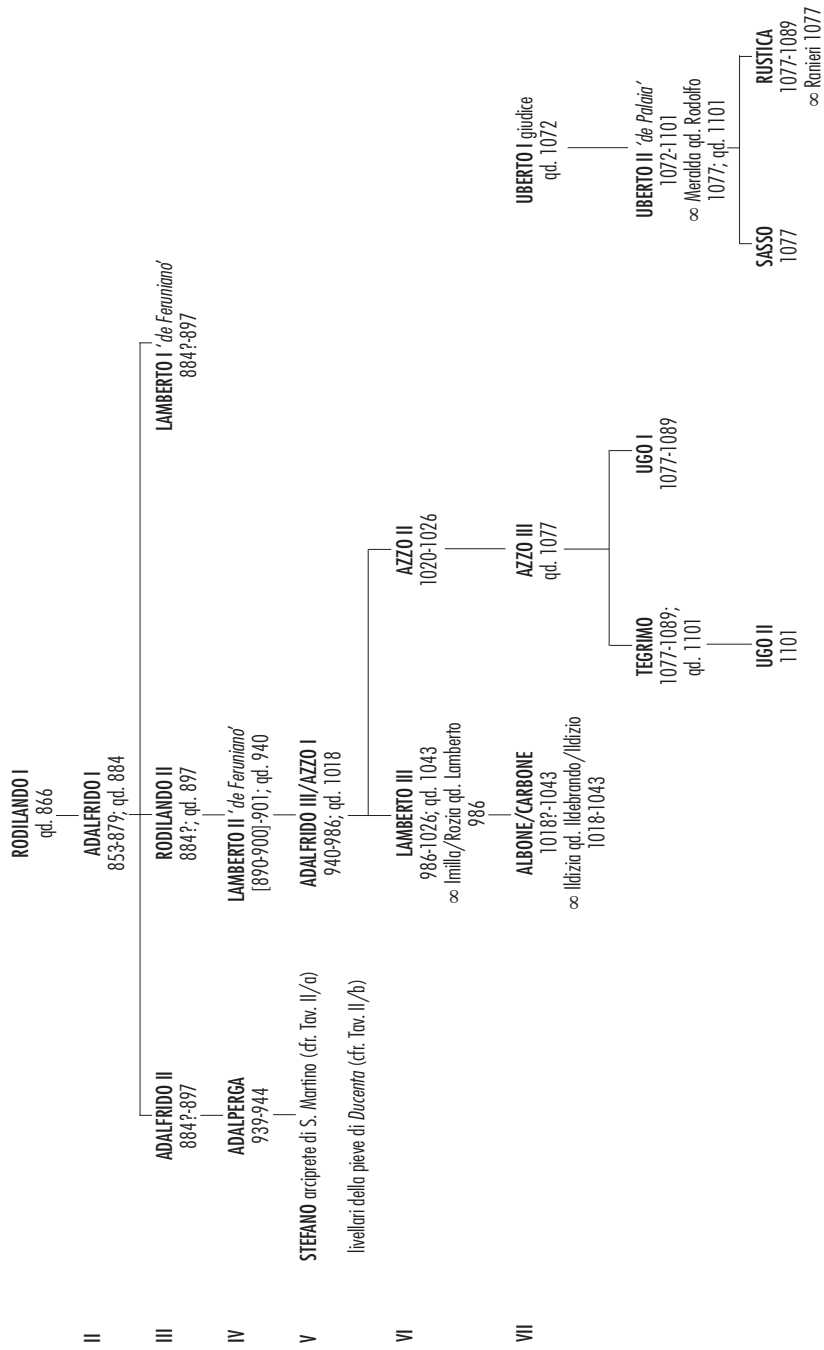 RODILANDO I
qd. 866
II
ADALFRIDO I
853-879; qd. 884
III
ADALFRIDO II
884?-897
RODILANDO II
884?; qd. 897
LAMBERTO I ‘de Feruniano’
884?-897
IV
ADALPERGA
939-944
LAMBERTO II ‘de Feruniano’
[890-900]-901; qd. 940
V
STEFANO arciprete di S. Martino (cfr. Tav. II/a)
livellari della pieve di Ducenta (cfr. Tav. II/b)
ADALFRIDO III/AZZO I
940-986; qd. 1018
VI
LAMBERTO III
986-1026; qd. 1043
∞ Imilla/Rozia qd. Lamberto
986
AZZO II
1020-1026
VII
ALBONE/CARBONE
1018?-1043
∞ Ildizia qd. Ildebrando/Ildizio
1018-1043
AZZO III
qd. 1077
UBERTO I giudice
qd. 1072
TEGRIMO
1077-1089;
qd. 1101
UGO I
1077-1089
UBERTO II ‘de Palaia’
1072-1101
∞ Meralda qd. Rodolfo
1077; qd. 1101
UGO II
1101
SASSO
1077
RUSTICA
1077-1089
∞ Ranieri 1077